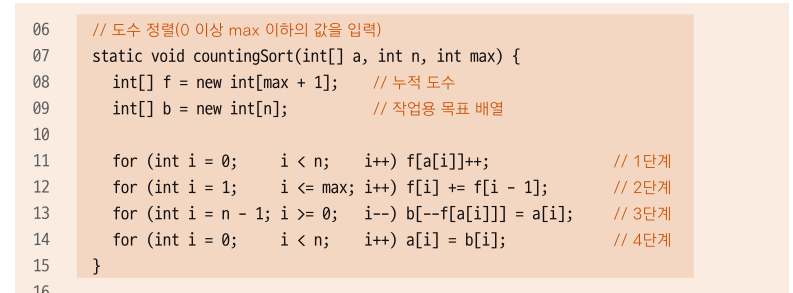 06 // 도수 정렬(0 이상 max 이하의 값을 입력)
07 static void countingSort(int[] a, int n, int max) {
08 int[] f = new int[max + 1]; // 누적 도수
09 int[] b = new int[n]; // 작업용 목표 배열
10
11 for (int i = 0; i < n; i++) f[a[i]]++; // 1단계
12 for (int i = 1; i <= max; i++) f[i] += f[i - 1]; // 2단계
13 for (int i = n - 1; i >= 0; i--) b[--f[a[i]]] = a[i]; // 3단계
14 for (int i = 0; i < n; i++) a[i] = b[i]; // 4단계
15 }
16